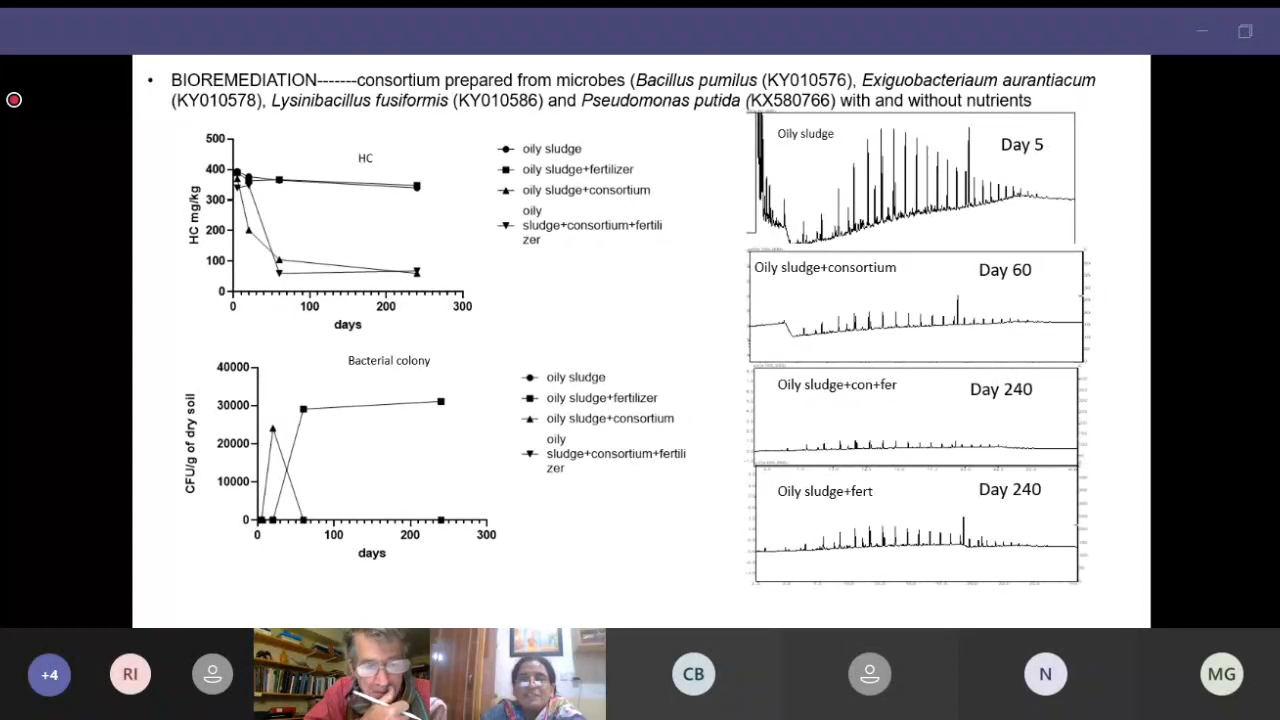 • BIOREMEDIATION-------consortium prepared from microbes (Bacillus pumilus (KY010576), Exiguobacteriaum aurantiacum
(KY010578), Lysinibacillus fusiformis (KY010586) and Pseudomonas putida (KX580766) with and without nutrients
HC
HC mg/kg
500
400
300
200
100
0
0 100 200 300
days
oily sludge
oily sludge+fertilizer
oily sludge+consortium
oily
sludge+consortium+fertili
zer
Bacterial colony
CFU/g of dry soil
40000
30000
20000
10000
0
0 100 200 300
days
oily sludge
oily sludge+fertilizer
oily sludge+consortium
oily
sludge+consortium+fertili
zer
Oily sludge
Day 5
Oily sludge+consortium
Day 60
Oily sludge+con+fer
Day 240
Oily sludge+fert
Day 240
+4
RI
CB
N
MG